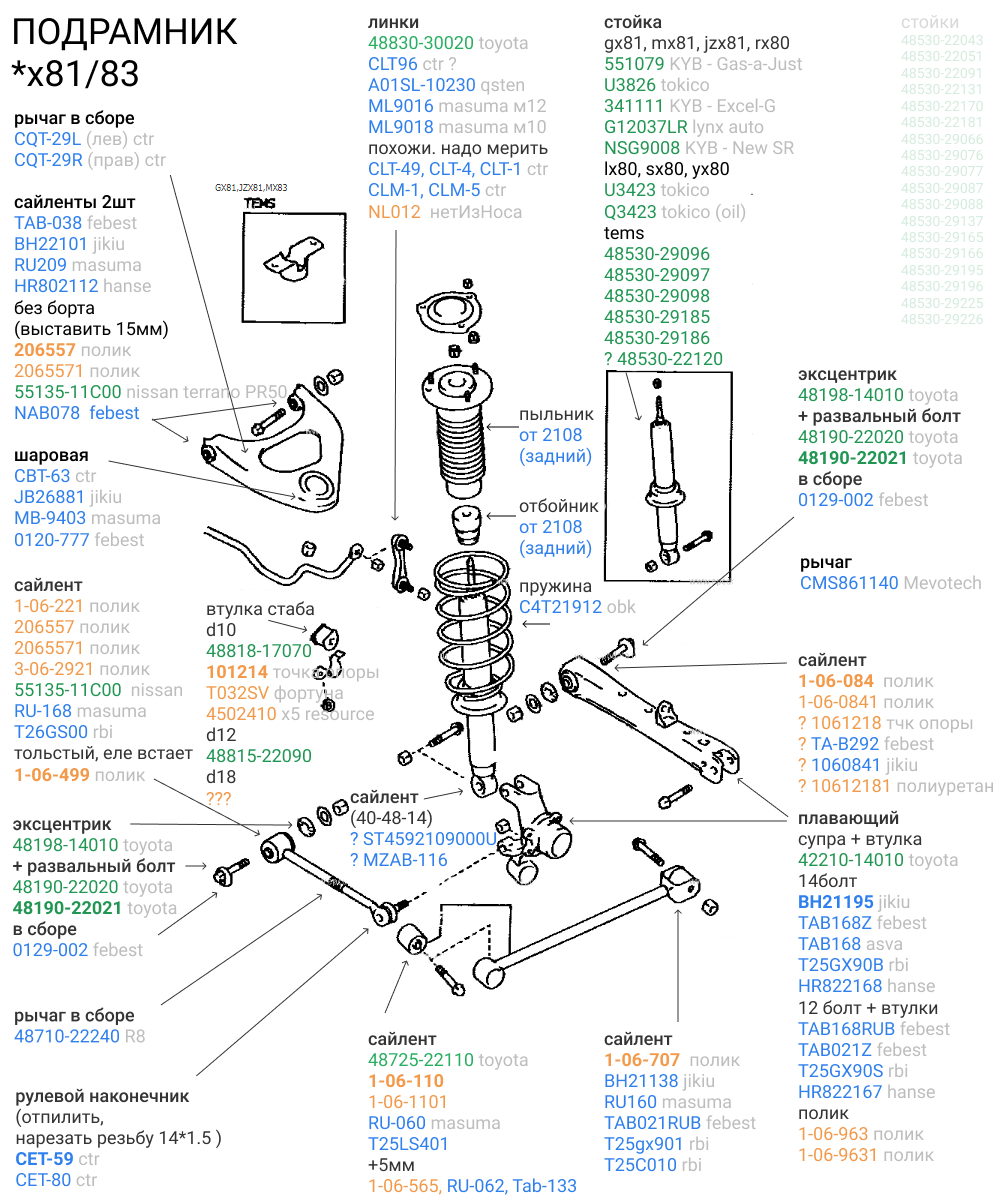 ПОДРАМНИК
*x81/83
рычаг в сборе
CQT-29L (лев) ctr
CQT-29R (прав) ctr
сайленты 2шт
TAB-038 febest
BH22101 jikiu
RU209 masuma
HR802112 hanse
без борта
(выставить 15мм)
206557 полик
2065571 полик
55135-11C00 nissan terrano PR50
NAB078 febest
шаровая
CBT-63 ctr
JB26881 jikiu
MB-9403 masuma
0120-777 febest
сайлент
1-06-221 полик
206557 полик
2065571 полик
3-06-2921 полик
55135-11C00 nissan
RU-168 masuma
T26GS00 rbi
тольстый, еле встает
1-06-499 полик
эксцентрик
48198-14010 toyota
+ развальный болт
48190-22020 toyota
48190-22021 toyota
в сборе
0129-002 febest
рычаг в сборе
48710-22240 R8
рулевой наконечник
(отпилить,
нарезать резьбу 14*1.5 )
CET-59 ctr
CET-80 ctr
GX81,JZX81,MX83
TEMS
втулка стаба
d10
48818-17070
101214 точка опоры
T032SV фортуна
4502410 x5 resource
d12
48815-22090
d18
???
линки
48830-30020 toyota
CLT96 ctr ?
A01SL-10230 qsten
ML9016 masuma м12
ML9018 masuma м10
похожи. надо мерить
CLT-49, CLT-4, CLT-1 ctr
CLM-1, CLM-5 ctr
NL012 нетИзНоса
пыльник
от 2108
(задний)
отбойник
от 2108
(задний)
пружина
C4T21912 obk
сайлент
(40-48-14)
? ST4592109000U
? MZAB-116
сайлент
48725-22110 toyota
1-06-110
1-06-1101
RU-060 masuma
T25LS401
+5мм
1-06-565, RU-062, Tab-133
стойка
gx81, mx81, jzx81, rx80
551079 KYB - Gas-a-Just
U3826 tokico
341111 KYB - Excel-G
G12037LR lynx auto
NSG9008 KYB - New SR
lx80, sx80, yx80
U3423 tokico
Q3423 tokico (oil)
tems
48530-29096
48530-29097
48530-29098
48530-29185
48530-29186
? 48530-22120
сайлент
1-06-707 полик
BH21138 jikiu
RU160 masuma
TAB021RUB febest
T25gx901 rbi
T25C010 rbi
стойки
48530-22043
48530-22051
48530-22091
48530-22131
48530-22170
48530-22181
48530-29066
48530-29076
48530-29077
48530-29087
48530-29088
48530-29137
48530-29165
48530-29166
48530-29195
48530-29196
48530-29225
48530-29226
эксцентрик
48198-14010 toyota
+ развальный болт
48190-22020 toyota
48190-22021 toyota
в сборе
0129-002 febest
рычаг
CMS861140 Mevotech
сайлент
1-06-084 полик
1-06-0841 полик
? 1061218 тчк опоры
? TA-B292 febest
? 1060841 jikiu
? 10612181 полиуретан
плавающий
супра + втулка
42210-14010 toyota
14болт
BH21195 jikiu
TAB168Z febest
TAB168 asva
T25GX90B rbi
HR822168 hanse
12 болт + втулки
TAB168RUB febest
TAB021Z febest
T25GX90S rbi
HR822167 hanse
полик
1-06-963 полик
1-06-9631 полик